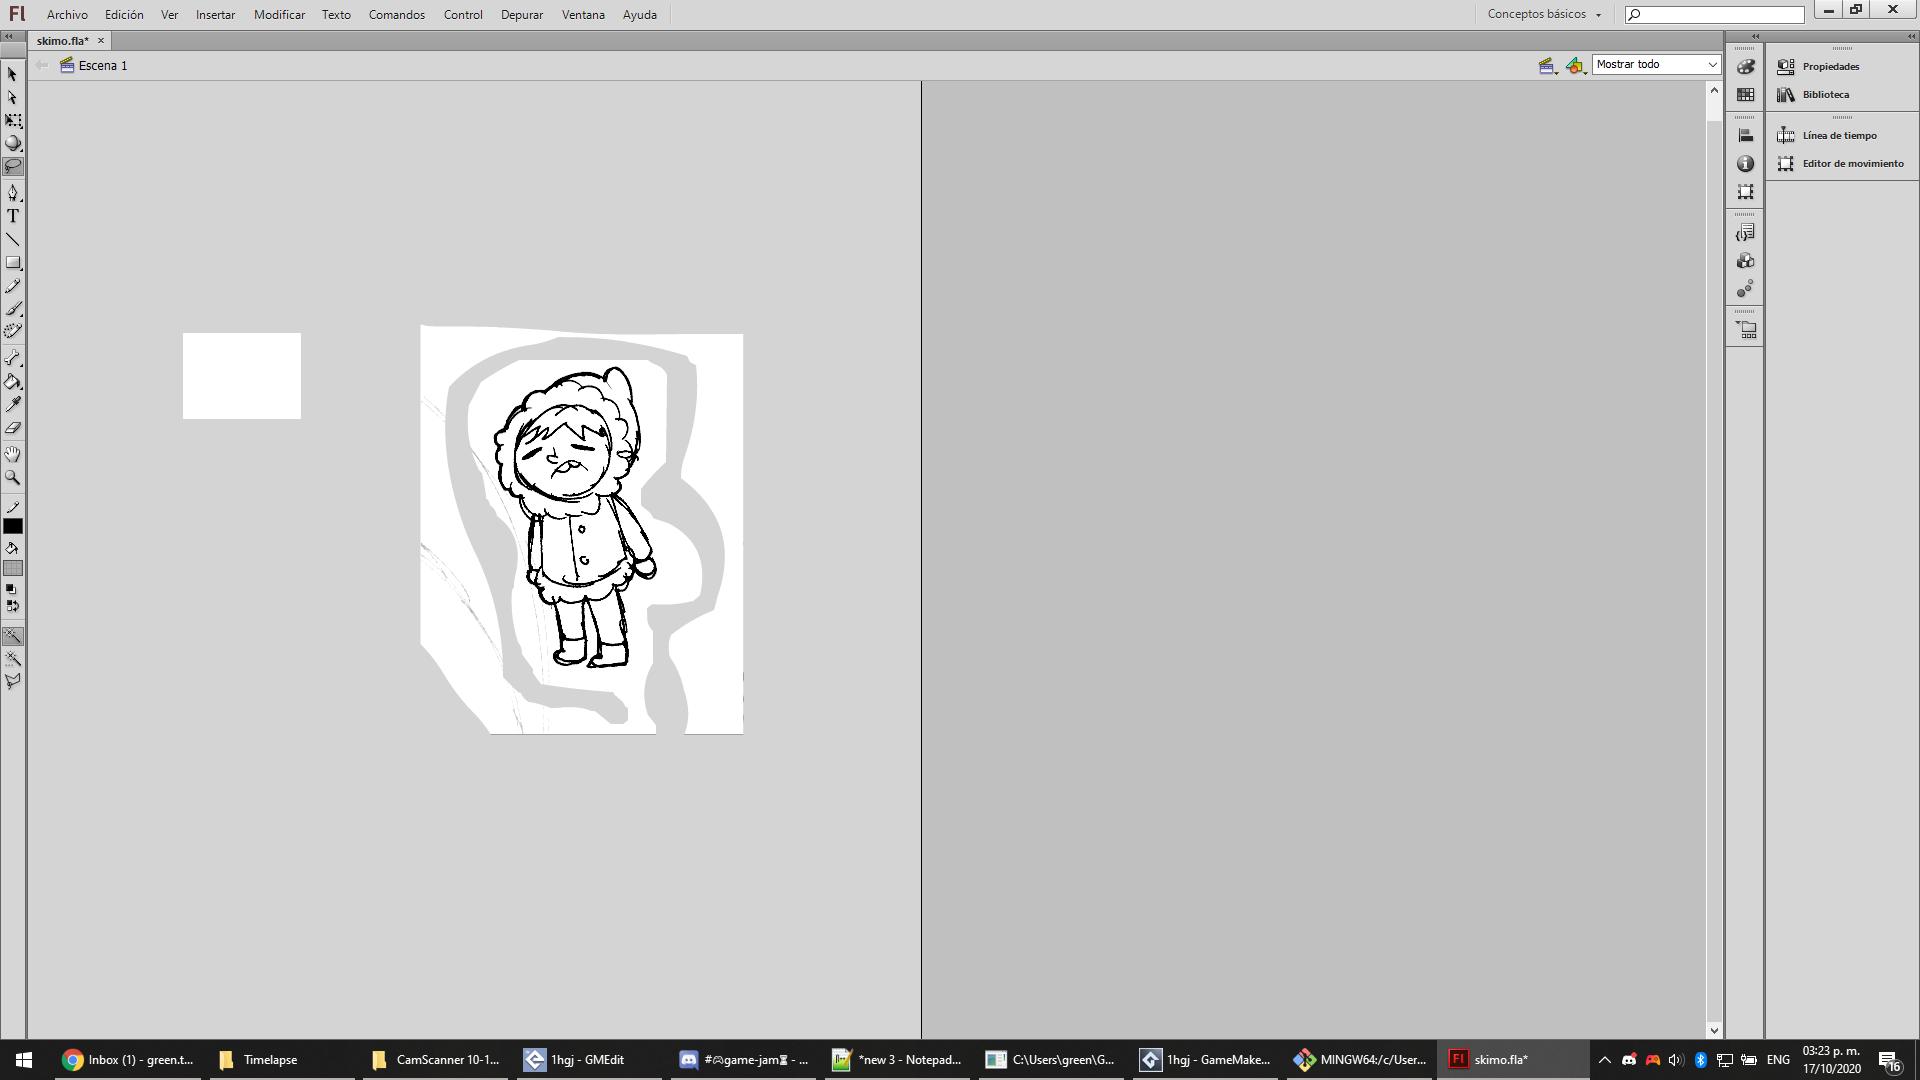 Fl Archivo Edición Ver Insertar Modificar Texto Comandos Control Depurar Ventana Ayuda Conceptos básicos
skimo.fla*
Escena 1 Mostrar todo
Propiedades
Biblioteca
Línea de tiempo
Editor de movimiento
T
Inbox (1) - green.t... Timelapse CamScanner 10-1... 1hgj - GMEdit #🎮game-jam⏳ - ... *new 3 - Notepad... C:\Users\green\G... 1hgj - GameMake... MINGW64:/c/User... Fl skimo.fla* ENG 03:23 p. m.
17/10/2020 16